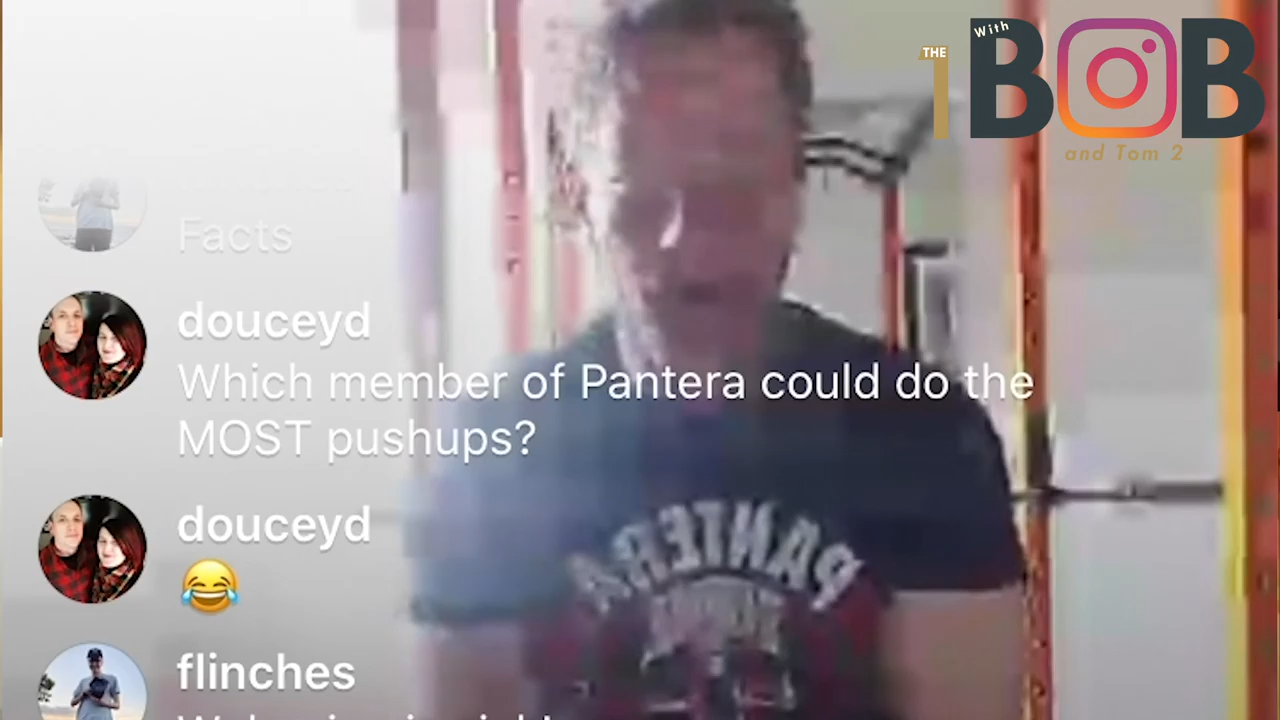 With
THE 1 BOB
and Tom 2
Facts
douceyd
Which member of Pantera could do the
MOST pushups?
douceyd
😂
flinches
PANTERA